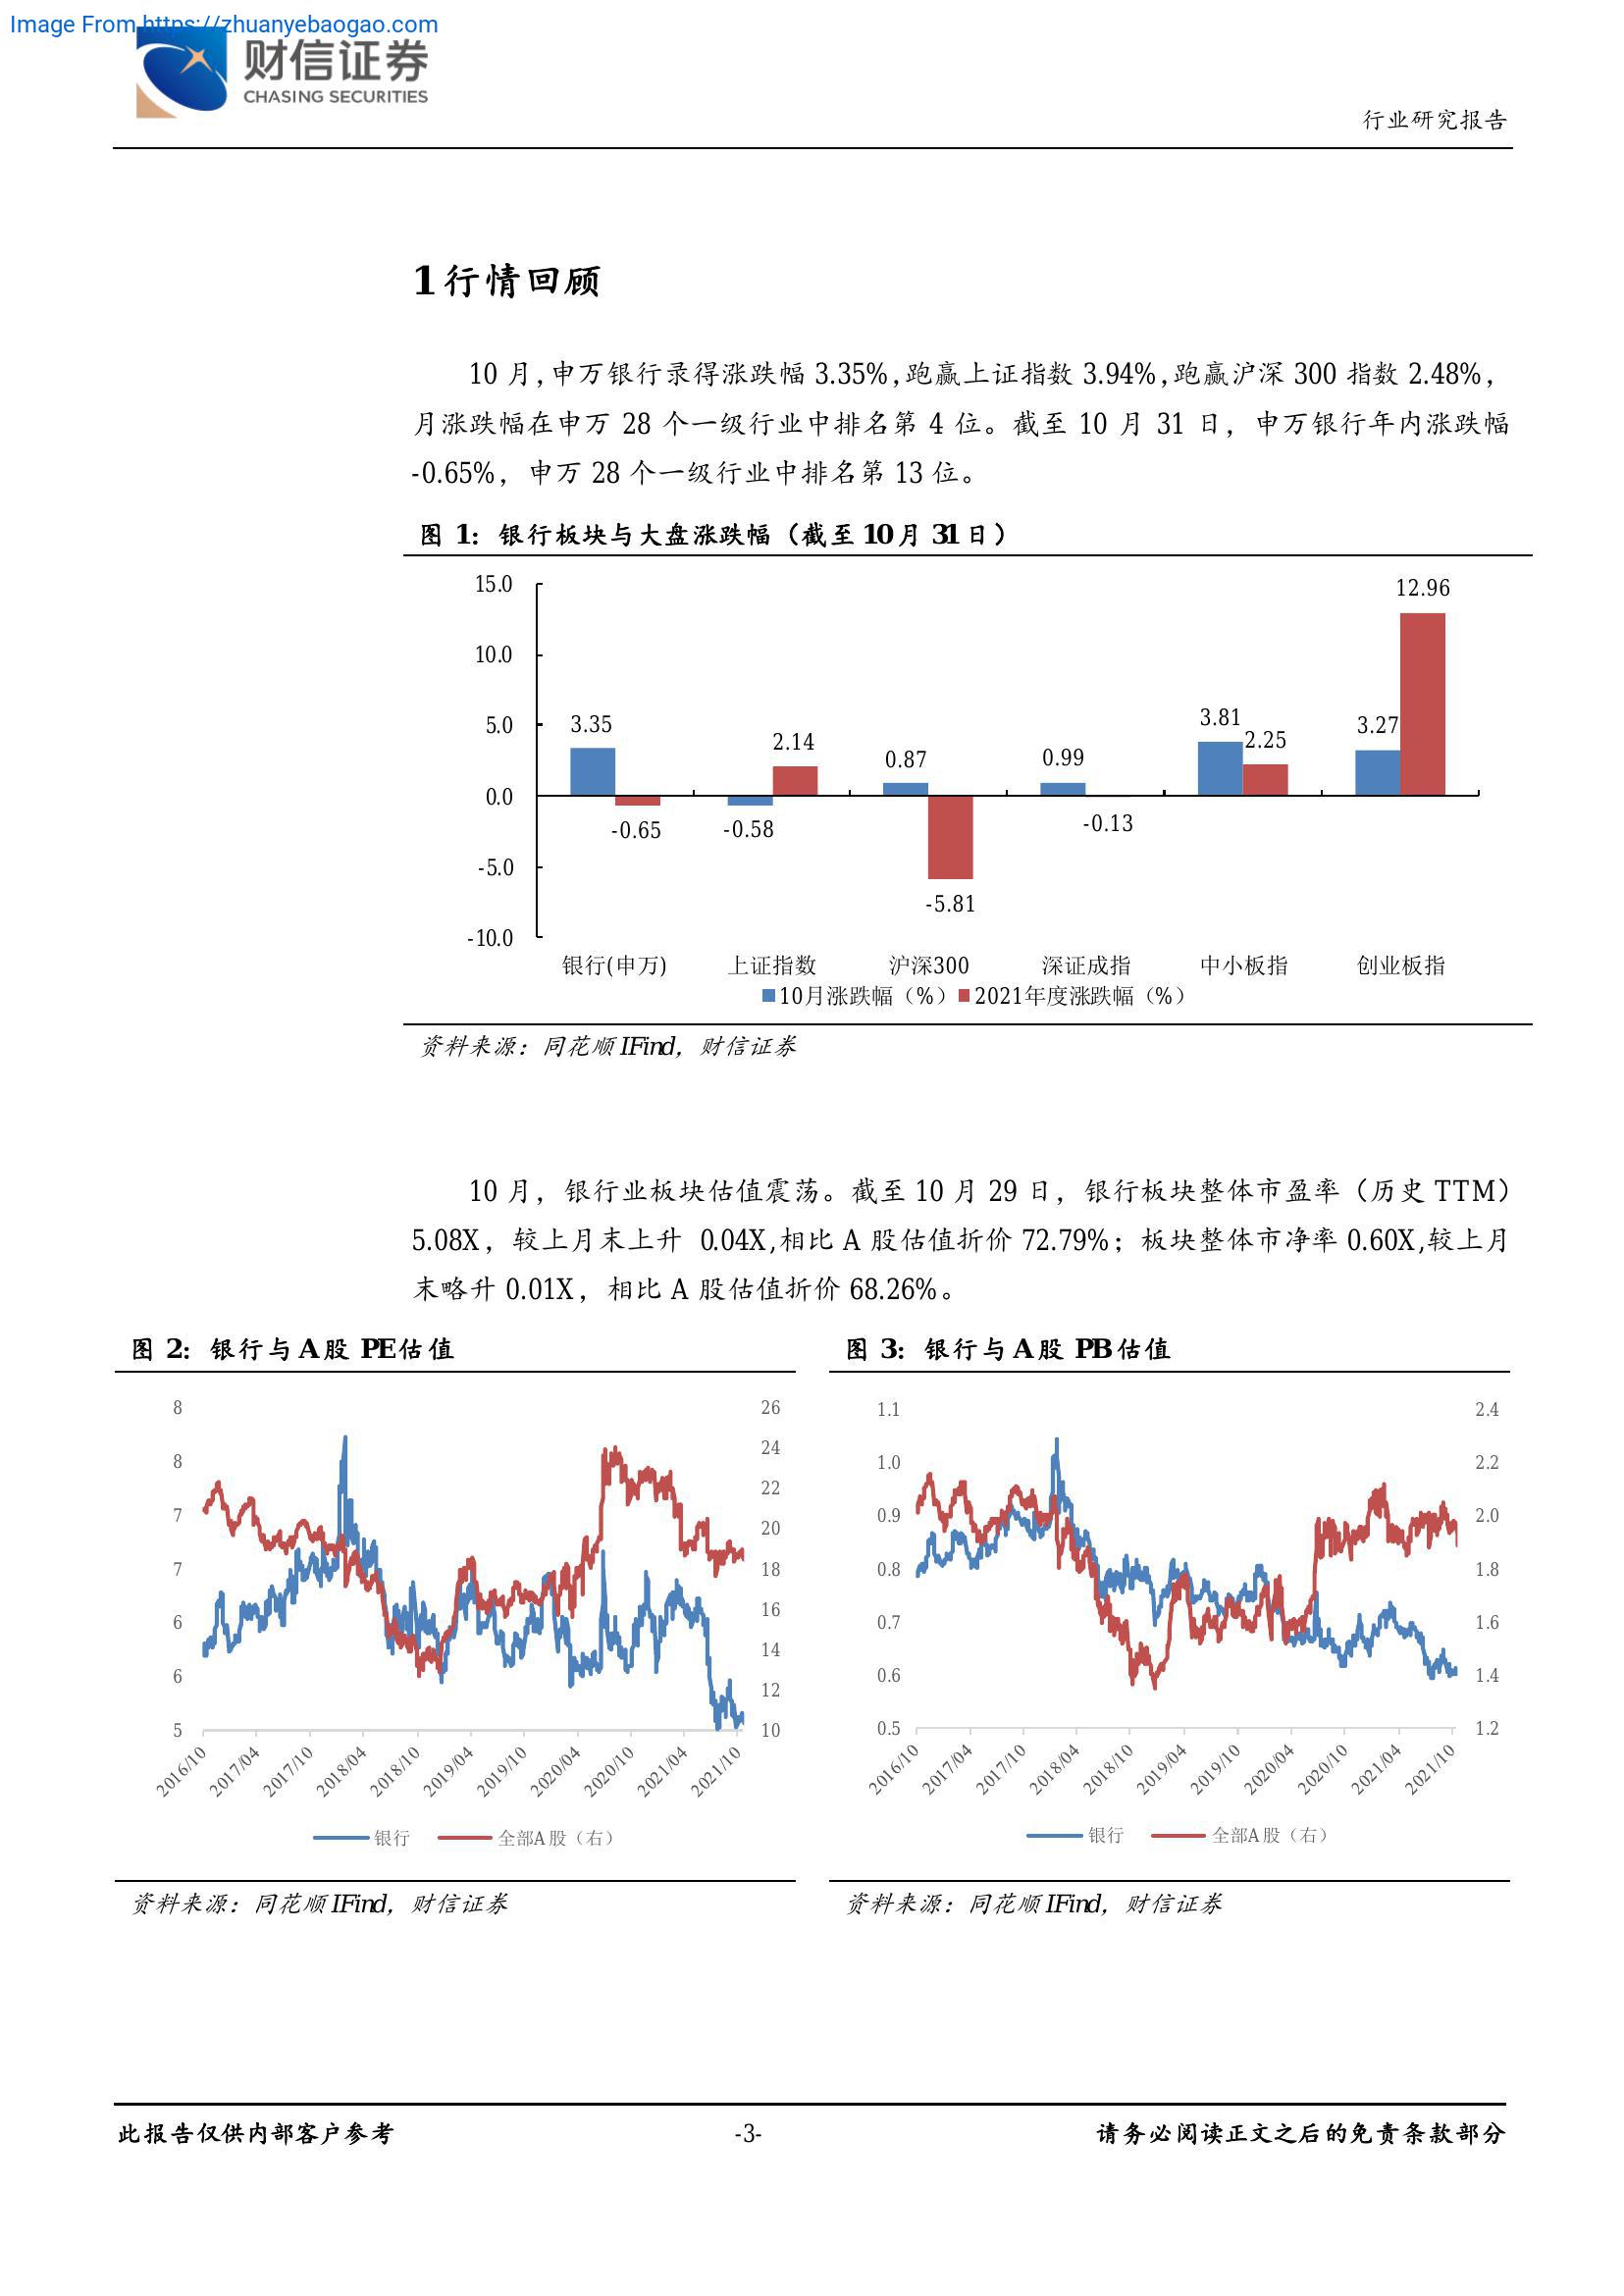 Image From https://zhuanyebaogao.com
财信证券
CHASING SECURITIES
行业研究报告
1 行情回顾
10 月,申万银行录得涨跌幅 3.35%,跑赢上证指数 3.94%,跑赢沪深 300 指数 2.48%，
月涨跌幅在申万 28 个一级行业中排名第 4 位。截至 10 月 31 日，申万银行年内涨跌幅
-0.65%，申万 28 个一级行业中排名第 13 位。
图 1：银行板块与大盘涨跌幅（截至 10 月 31 日）
15.0
10.0
5.0
0.0
-5.0
-10.0
3.35
-0.65
-0.58
2.14
0.87
-5.81
0.99
-0.13
3.81
2.25
3.27
12.96
银行(申万) 上证指数 沪深300 深证成指 中小板指 创业板指
10月涨跌幅（%） 2021年度涨跌幅（%）
资料来源：同花顺 IFind，财信证券
10 月，银行业板块估值震荡。截至 10 月 29 日，银行板块整体市盈率（历史 TTM）
5.08X，较上月末上升 0.04X,相比 A 股估值折价 72.79%；板块整体市净率 0.60X,较上月
末略升 0.01X，相比 A 股估值折价 68.26%。
图 2：银行与 A 股 PE 估值
8
8
7
7
6
6
5
26
24
22
20
18
16
14
12
10
2016/10 2017/04 2017/10 2018/04 2018/10 2019/04 2019/10 2020/04 2020/10 2021/04 2021/10
银行 全部A股（右）
资料来源：同花顺 IFind，财信证券
图 3：银行与 A 股 PB 估值
1.1
1.0
0.9
0.8
0.7
0.6
0.5
2.4
2.2
2.0
1.8
1.6
1.4
1.2
2016/10 2017/04 2017/10 2018/04 2018/10 2019/04 2019/10 2020/04 2020/10 2021/04 2021/10
银行 全部A股（右）
资料来源：同花顺 IFind，财信证券
此报告仅供内部客户参考 -3- 请务必阅读正文之后的免责条款部分